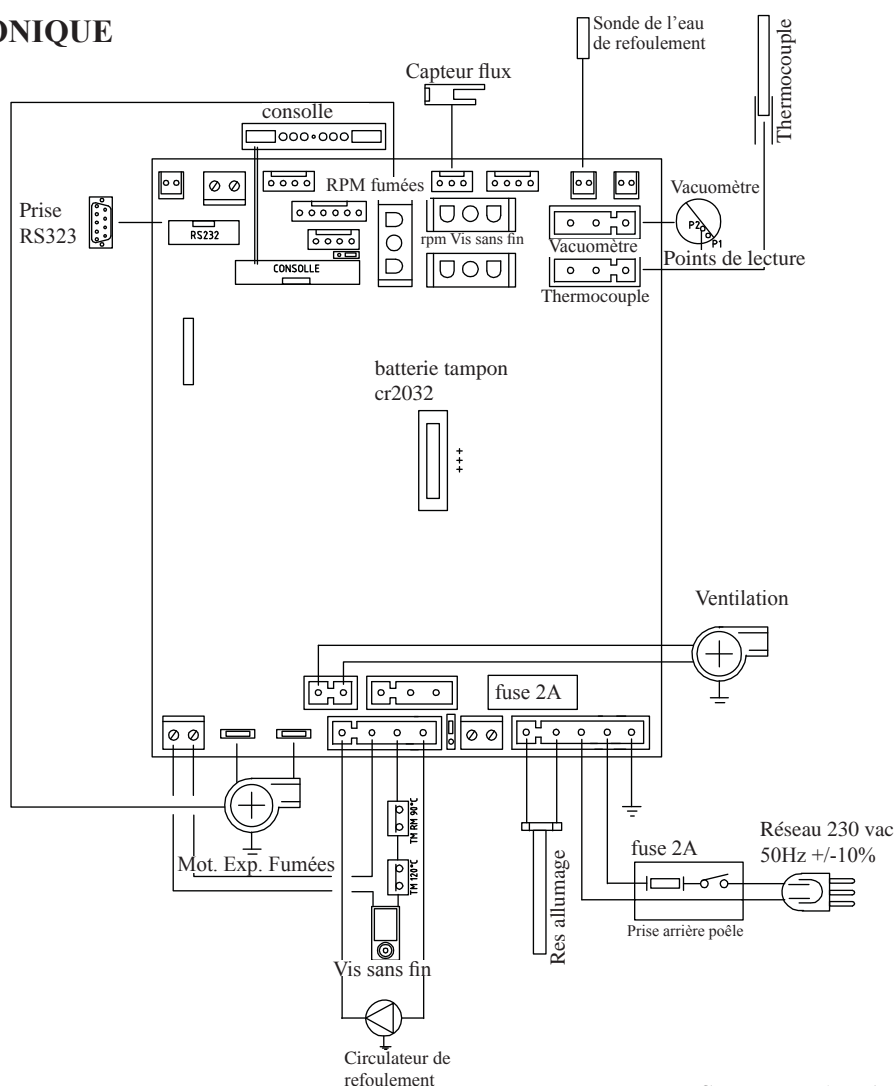 ONIQUE
Sonde de l'eau
de refoulement
Thermocouple
Capteur flux
consolle
RPM fumées
Vacuomètre
Prise
RS323
RS232
rpm Vis sans fin
Vacuomètre
P2
P1
Points de lecture
CONSOLLE
Thermocouple
batterie tampon
cr2032
+++
Ventilation
fuse 2A
TM RM 90°C
TM 120°C
Mot. Exp. Fumées
Réseau 230 vac
50Hz +/-10%
fuse 2A
Prise arrière poêle
Res allumage
Vis sans fin
Circulateur de
refoulement